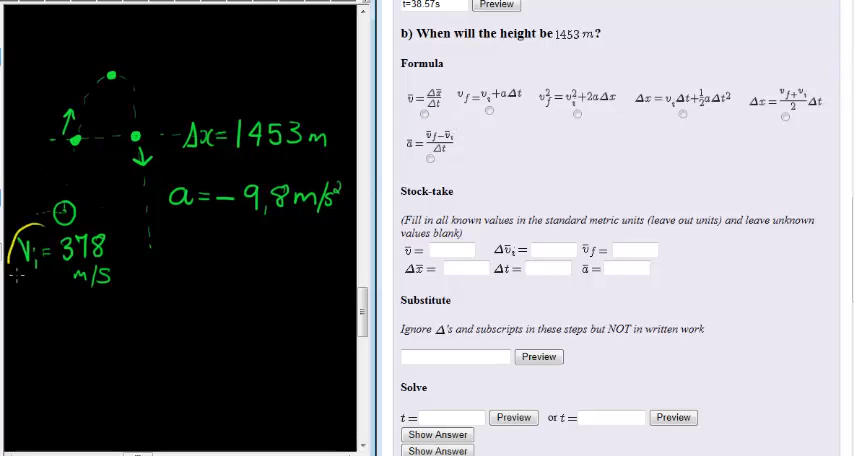 t=38.57s Preview
b) When will the height be 1453 m?
Formula
v̄ = Δx̄/Δt v_f = v_i + aΔt v_f² = v_i² + 2aΔx Δx = v_iΔt + ½aΔt² Δx = (v_f + v_i)/2 Δt
ā = (v̄_f − v̄_i)/Δt
Stock-take
(Fill in all known values in the standard metric units (leave out units) and leave unknown
values blank)
v̄ = Δv̄_i = v̄_f =
Δx̄ = Δt = ā =
Substitute
Ignore Δ's and subscripts in these steps but NOT in written work
Preview
Solve
t = Preview or t = Preview
Show Answer
Show Answer
Δx = 1453 m
a = − 9,8 m/s²
V_i = 378
m/s